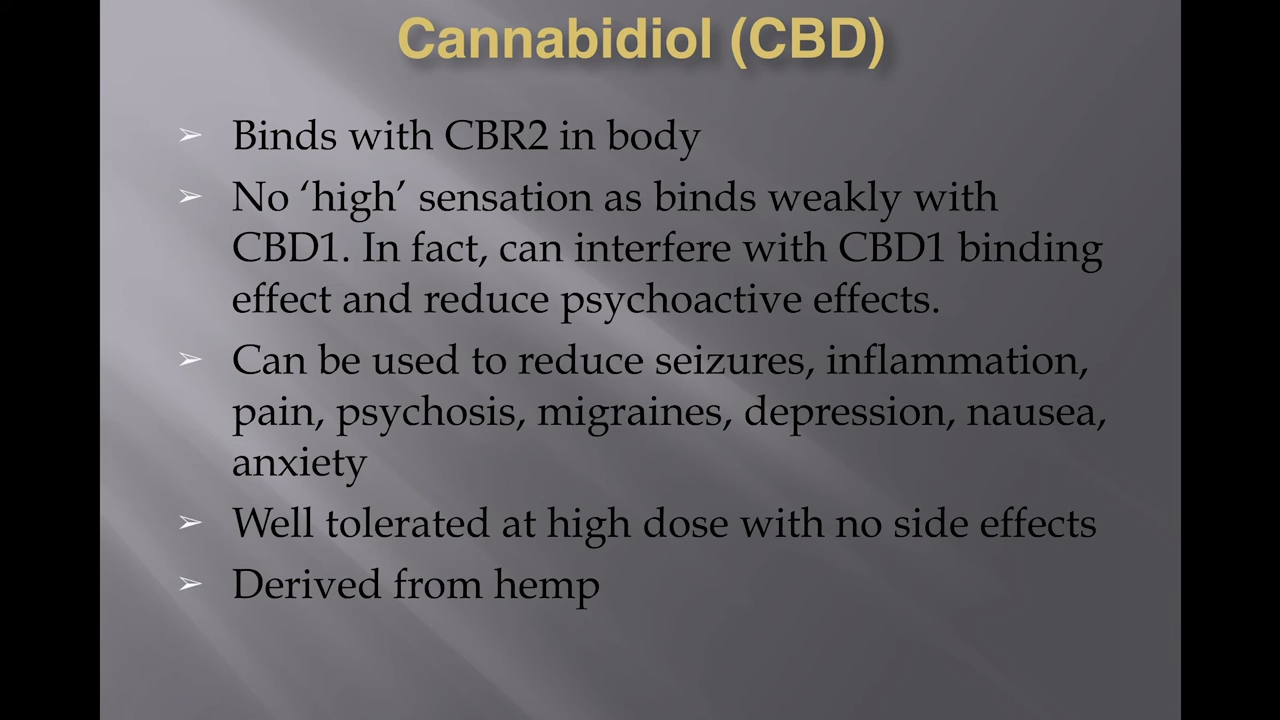 Cannabidiol (CBD)
➢ Binds with CBR2 in body
➢ No ‘high’ sensation as binds weakly with
CBD1. In fact, can interfere with CBD1 binding
effect and reduce psychoactive effects.
➢ Can be used to reduce seizures, inflammation,
pain, psychosis, migraines, depression, nausea,
anxiety
➢ Well tolerated at high dose with no side effects
➢ Derived from hemp